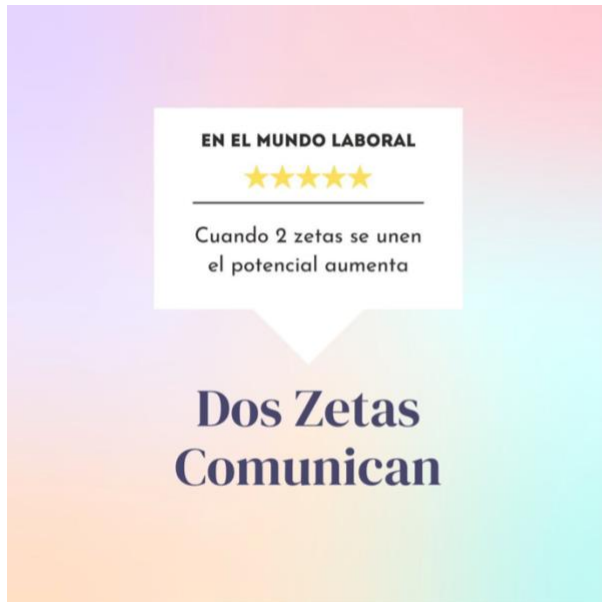 EN EL MUNDO LABORAL
Cuando 2 zetas se unen
el potencial aumenta
Dos Zetas
Comunican